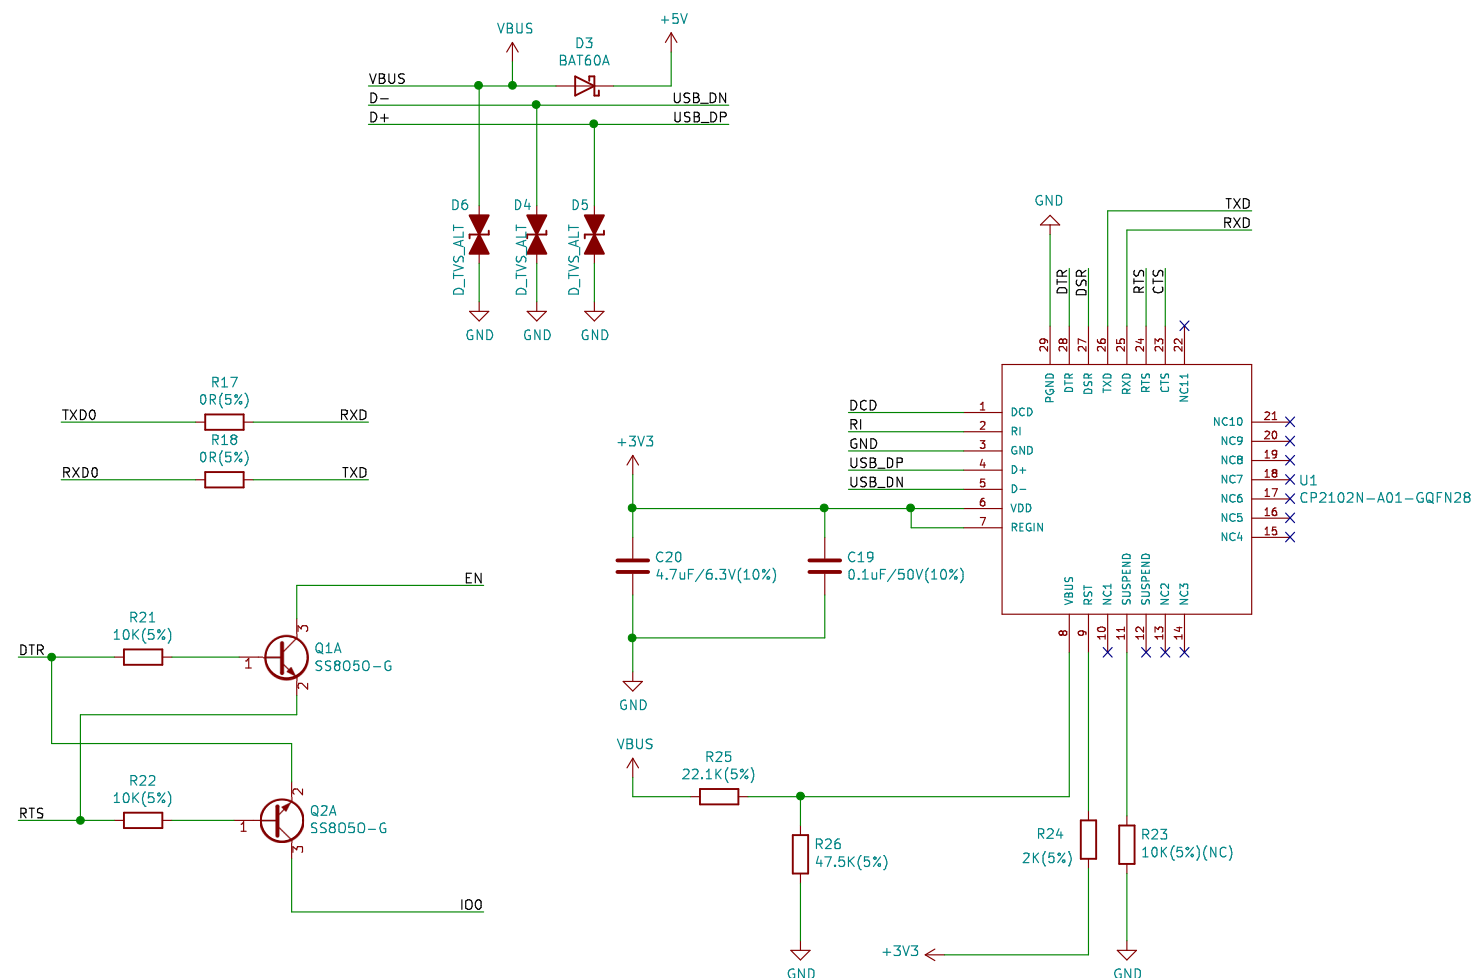 VBUS
+5V
D3
BAT60A
VBUS
D-
USB_DN
D+
USB_DP
D6
D_TVS_ALT
D4
D_TVS_ALT
D5
D_TVS_ALT
GND
GND
GND
R17
0R(5%)
TXD0
RXD
R18
0R(5%)
RXD0
TXD
EN
R21
10K(5%)
DTR
1
3
2
Q1A
SS8050-G
R22
10K(5%)
RTS
1
2
3
Q2A
SS8050-G
IO0
+3V3
C20
4.7uF/6.3V(10%)
C19
0.1uF/50V(10%)
GND
VBUS
R25
22.1K(5%)
R26
47.5K(5%)
GND
GND
TXD
RXD
DTR
DSR
RTS
CTS
29
28
27
26
25
24
23
22
PGND
DTR
DSR
TXD
RXD
RTS
CTS
NC11
DCD
1
DCD
RI
2
RI
GND
3
GND
USB_DP
4
D+
USB_DN
5
D-
6
VDD
7
REGIN
NC10
21
NC9
20
NC8
19
NC7
18
NC6
17
NC5
16
NC4
15
U1
CP2102N-A01-GQFN28
VBUS
RST
NC1
SUSPEND
SUSPEND
NC2
NC3
8
9
10
11
12
13
14
R24
2K(5%)
R23
10K(5%)(NC)
+3V3
GND